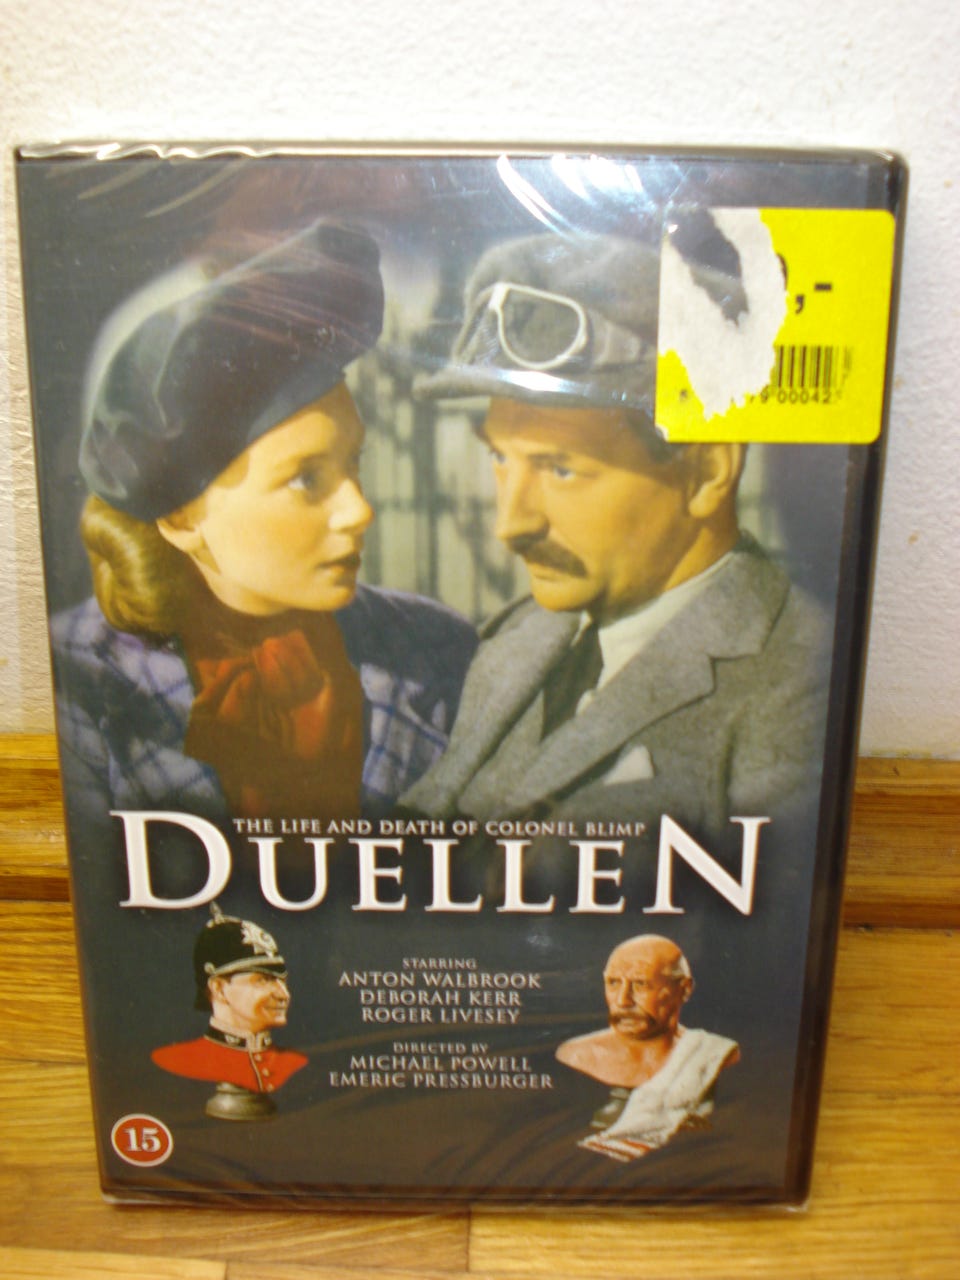 ,-
00042
THE LIFE AND DEATH OF COLONEL BLIMP
DUELLEN
STARRING
ANTON WALBROOK
DEBORAH KERR
ROGER LIVESEY
DIRECTED BY
MICHAEL POWELL
EMERIC PRESSBURGER
15